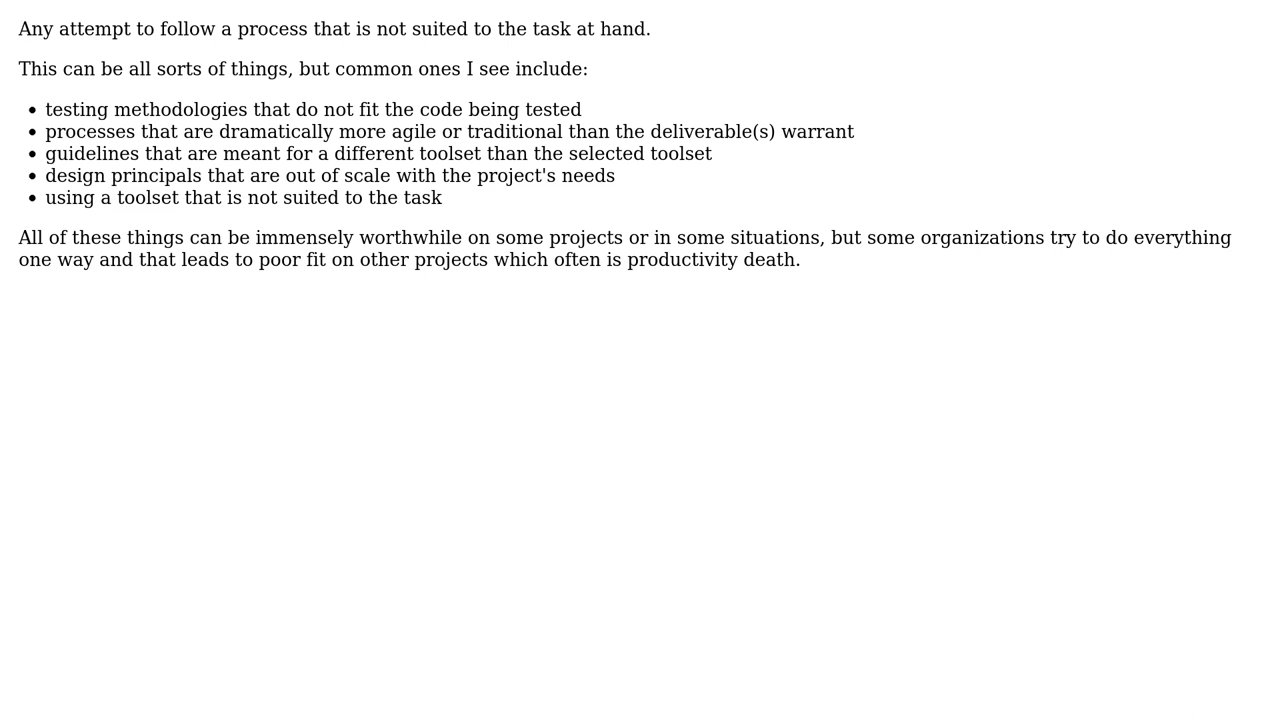 Any attempt to follow a process that is not suited to the task at hand.
This can be all sorts of things, but common ones I see include:
• testing methodologies that do not fit the code being tested
• processes that are dramatically more agile or traditional than the deliverable(s) warrant
• guidelines that are meant for a different toolset than the selected toolset
• design principals that are out of scale with the project's needs
• using a toolset that is not suited to the task
All of these things can be immensely worthwhile on some projects or in some situations, but some organizations try to do everything
one way and that leads to poor fit on other projects which often is productivity death.